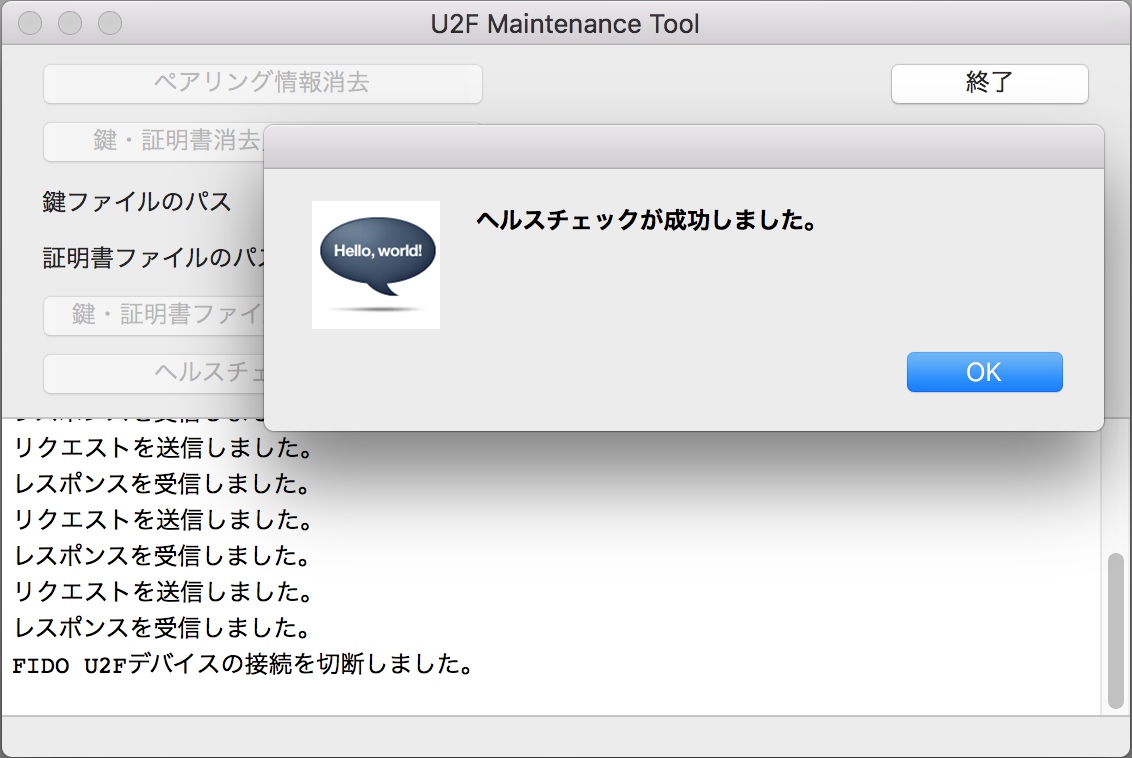 U2F Maintenance Tool
ペアリング情報消去
終了
鍵・証明書消去
鍵ファイルのパス
証明書ファイルのパス
鍵・証明書ファイ
ヘルスチェ
ヘルスチェックが成功しました。
Hello, world!
OK
リクエストを送信しました。
レスポンスを受信しました。
リクエストを送信しました。
レスポンスを受信しました。
リクエストを送信しました。
レスポンスを受信しました。
FIDO U2Fデバイスの接続を切断しました。